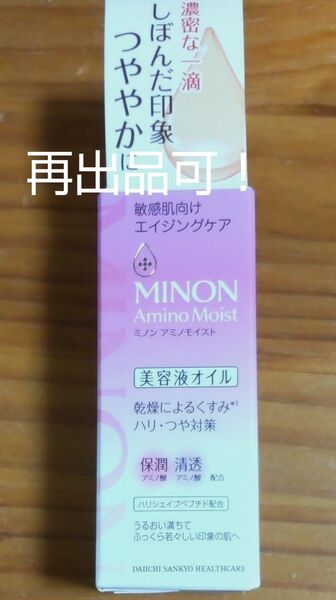 濃密な一滴
しぼんだ印象
つややかに
再出品可！
敏感肌向け
エイジングケア
MINON
Amino Moist
ミノン アミノモイスト
美容液オイル
乾燥によるくすみ*1
ハリ・つや対策
保潤 清透
アミノ酸 アミノ酸 配合
ハリシェイプペプチド配合
うるおい満ちて
ふっくら若々しい印象の肌へ
DAIICHI SANKYO HEALTHCARE
MINON